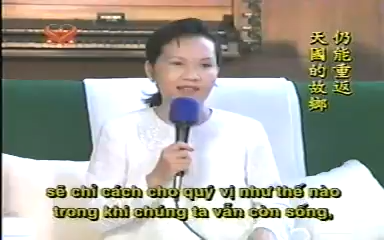 仍能重返
天國的故鄉
sẽ chỉ cách cho quý vị như thế nào
trong khi chúng ta vẫn còn sống,